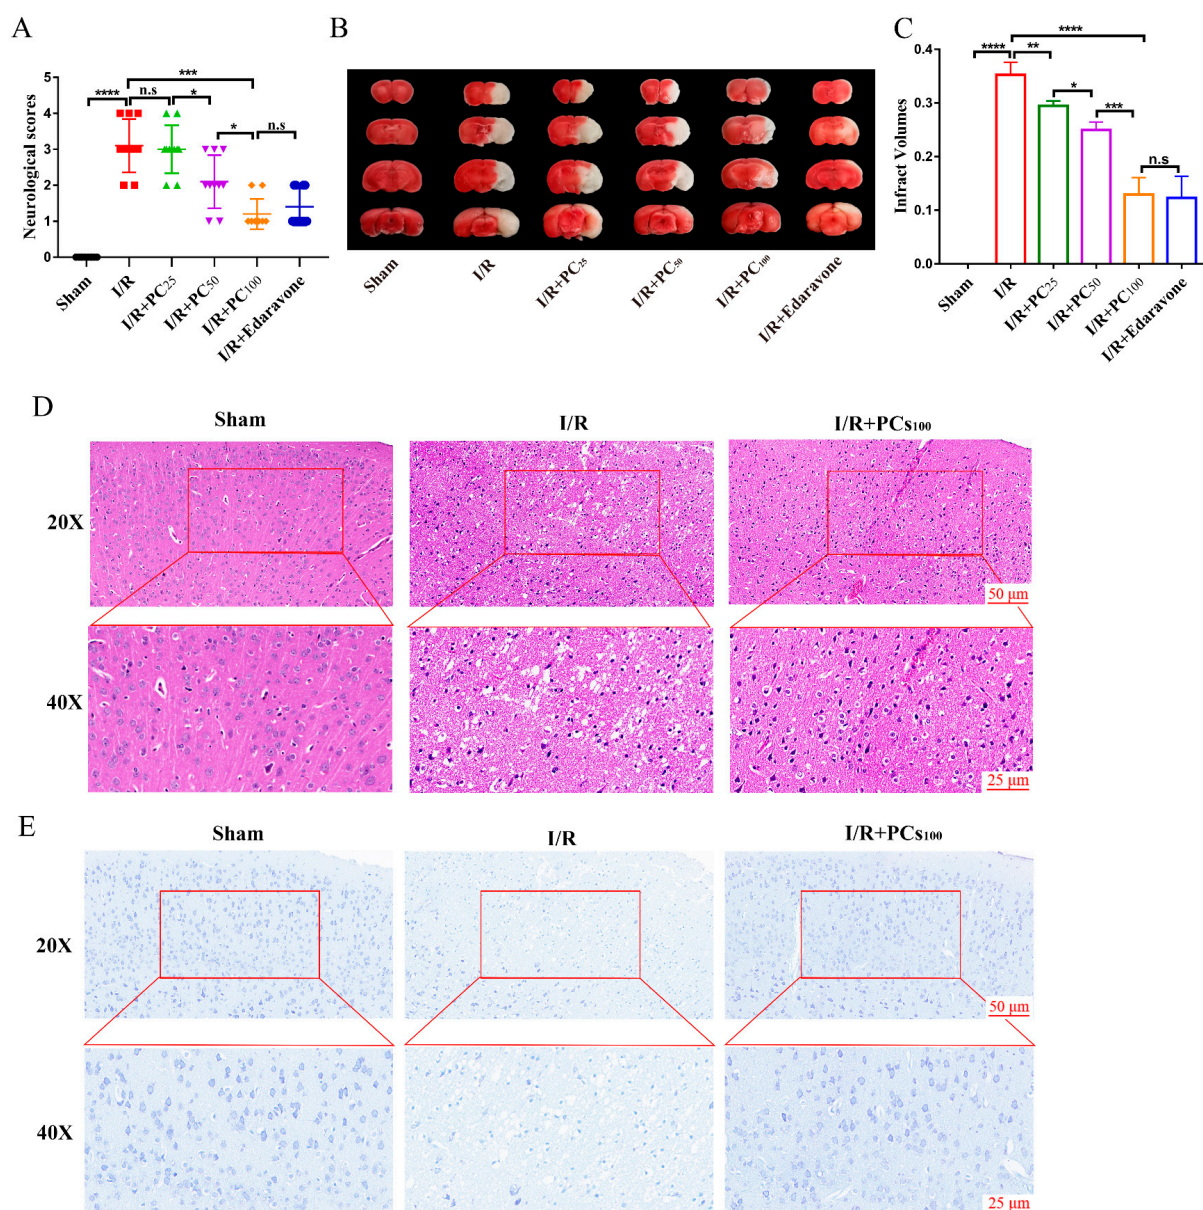 A
Neurological scores
5
4
3
2
1
0
****
n.s
***
*
*
n.s
Sham
I/R
I/R+PC25
I/R+PC50
I/R+PC100
I/R+Edaravone
B
Sham
I/R
I/R+PC25
I/R+PC50
I/R+PC100
I/R+Edaravone
C
Infract Volumes
0.4
0.3
0.2
0.1
0.0
****
**
****
*
***
n.s
Sham
I/R
I/R+PC25
I/R+PC50
I/R+PC100
I/R+Edaravone
D
Sham
I/R
I/R+PCs100
20X
50 μm
40X
25 μm
E
Sham
I/R
I/R+PCs100
20X
50 μm
40X
25 μm